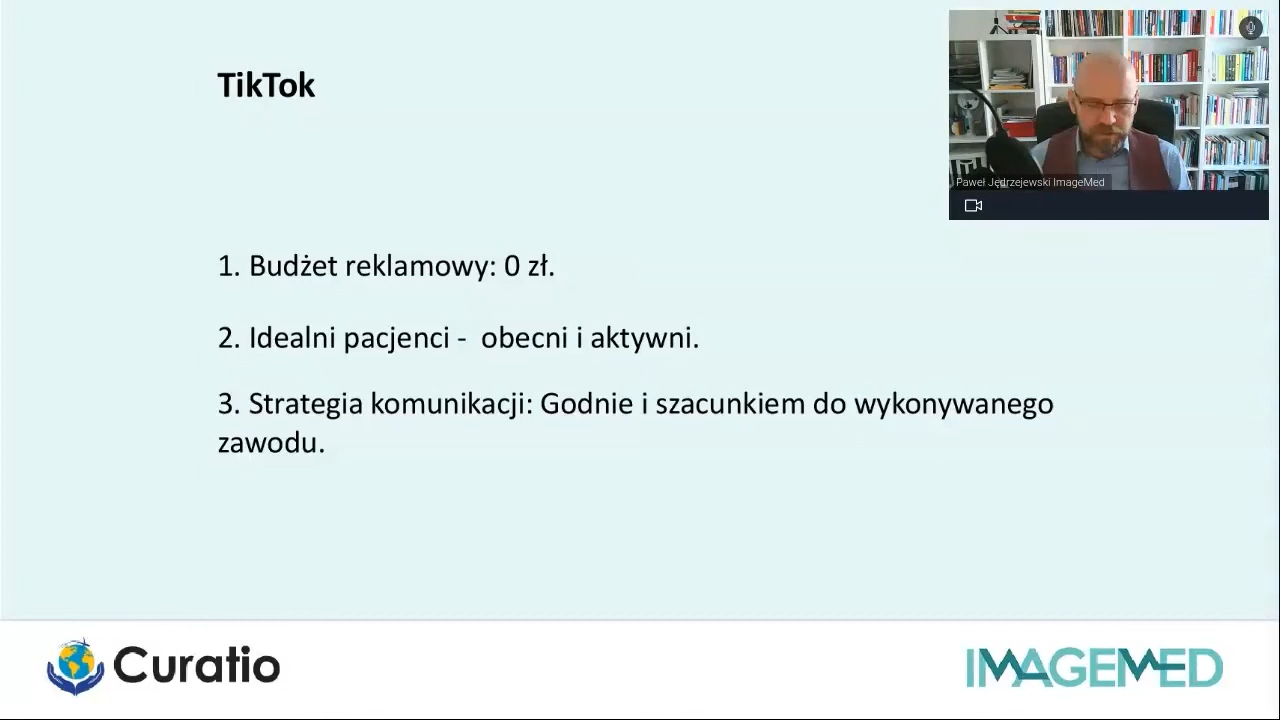 TikTok
Paweł Jędrzejewski ImageMed
1. Budżet reklamowy: 0 zł.
2. Idealni pacjenci - obecni i aktywni.
3. Strategia komunikacji: Godnie i szacunkiem do wykonywanego
zawodu.
Curatio
IMAGEMED